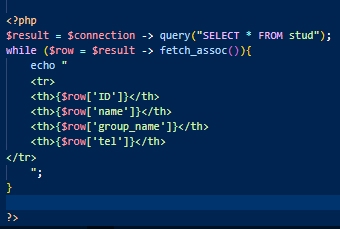 <?php
$result = $connection -> query("SELECT * FROM stud");
while ($row = $result -> fetch_assoc()){
    echo "
    <tr>
    <th>{$row['ID']}</th>
    <th>{$row['name']}</th>
    <th>{$row['group_name']}</th>
    <th>{$row['tel']}</th>
</tr>
    ";
}
?>